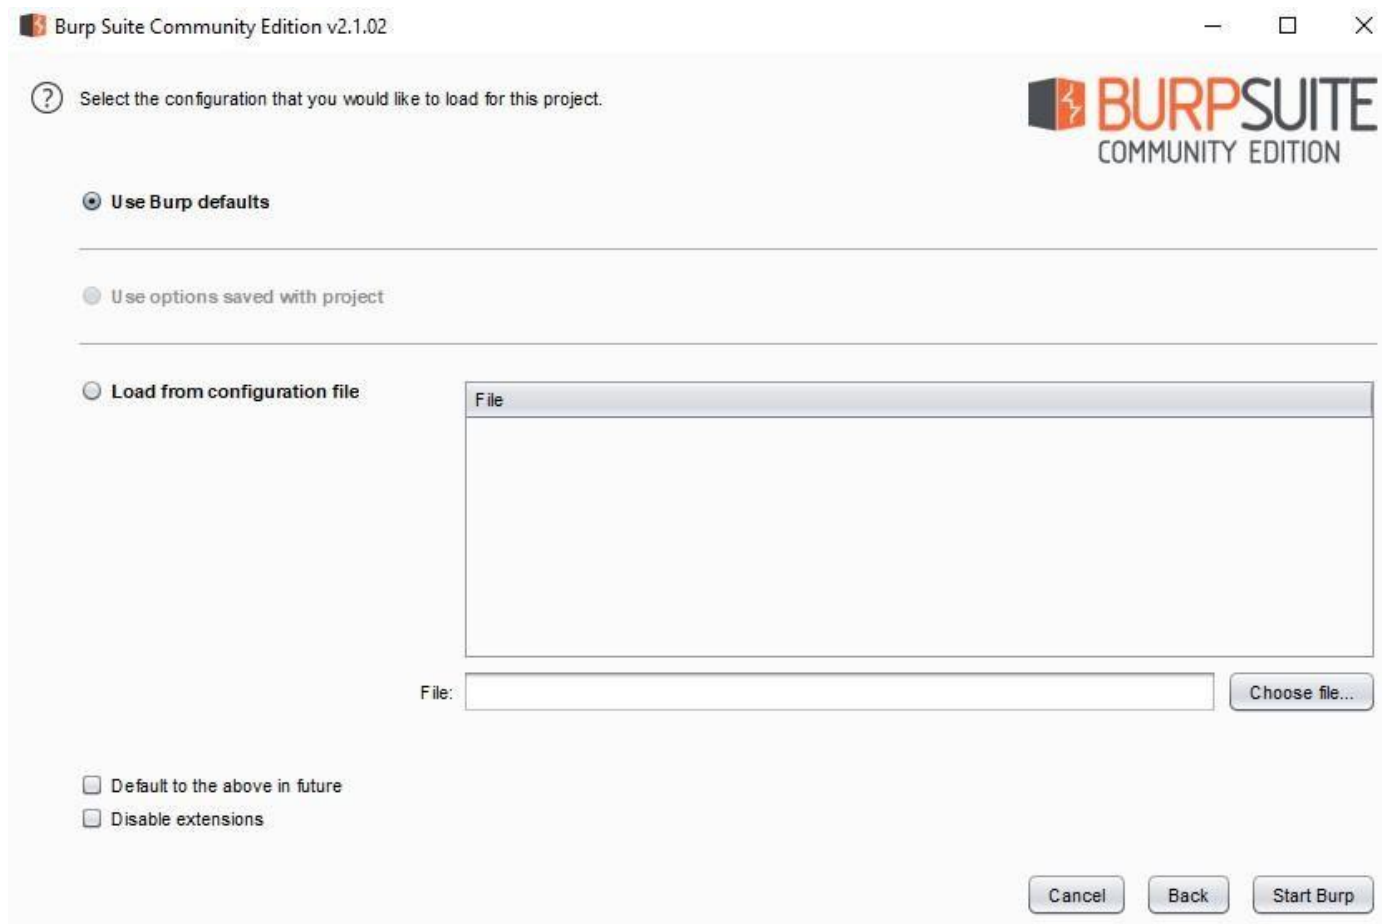 Burp Suite Community Edition v2.1.02
? Select the configuration that you would like to load for this project.
BURPSUITE
COMMUNITY EDITION
Use Burp defaults
Use options saved with project
Load from configuration file
File
File:
Choose file...
Default to the above in future
Disable extensions
Cancel Back Start Burp